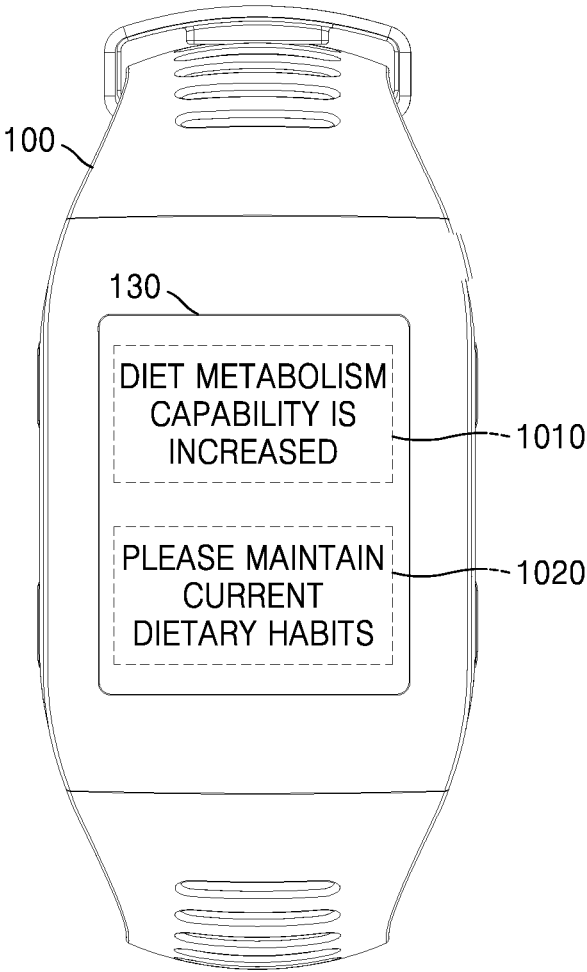 100
130
DIET METABOLISM
CAPABILITY IS
INCREASED
1010
PLEASE MAINTAIN
CURRENT
DIETARY HABITS
1020